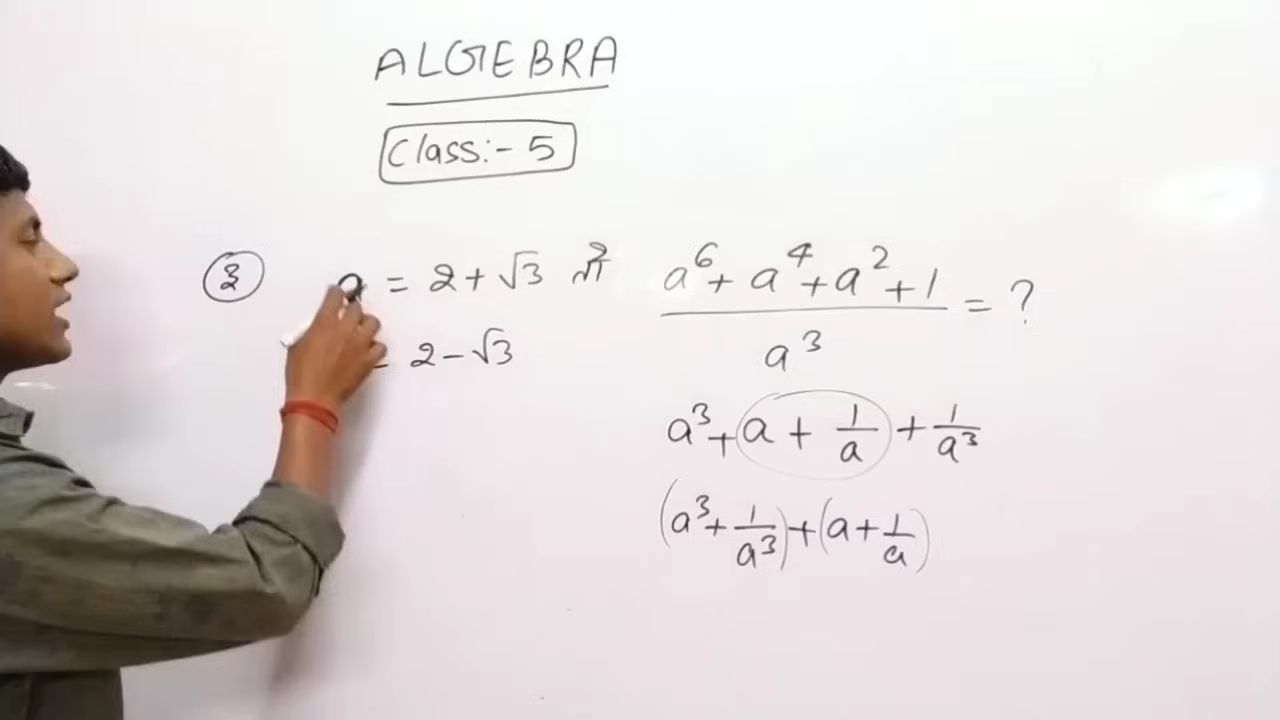 ALGEBRA
Class:- 5
3 a = 2 + √3 तो (a⁶ + a⁴ + a² + 1) / a³ = ?
= 2 - √3
a³ + a + 1/a + 1/a³
(a³ + 1/a³) + (a + 1/a)